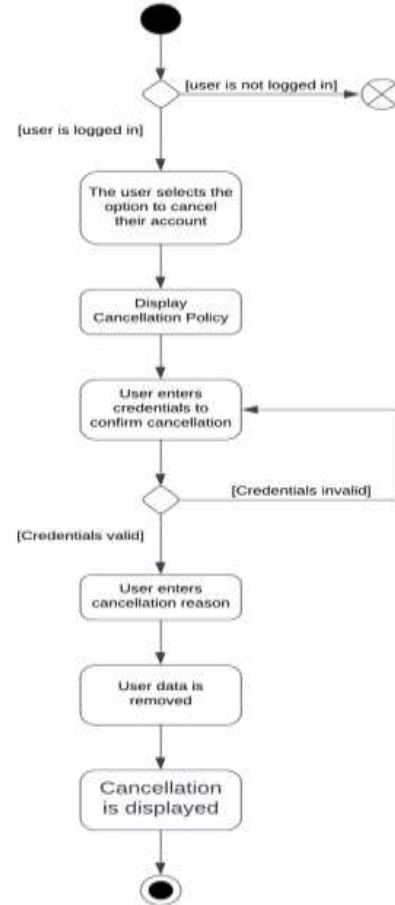 [user is not logged in]
[user is logged in]
The user selects the
option to cancel
their account
Display
Cancellation Policy
User enters
credentials to
confirm cancellation
[Credentials invalid]
[Credentials valid]
User enters
cancellation reason
User data is
removed
Cancellation
is displayed